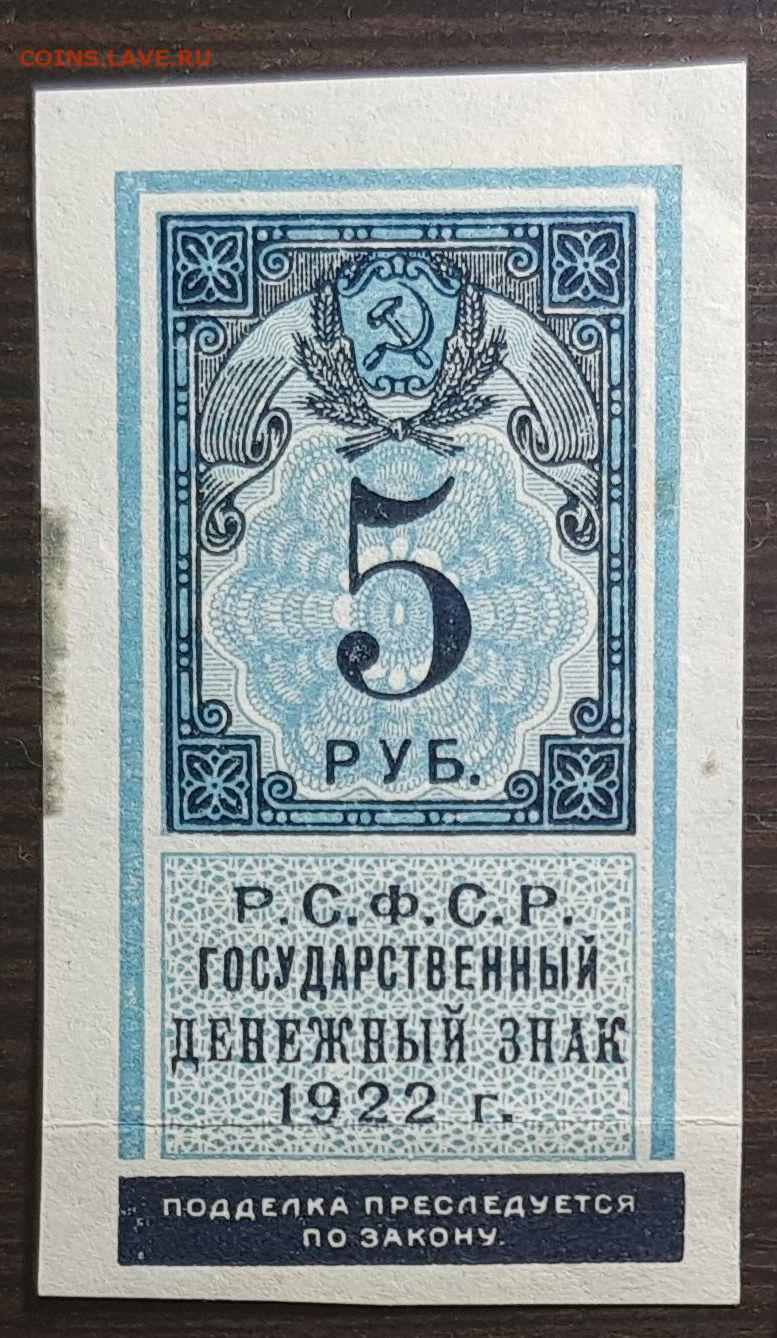 COINS.LAVE.RU
5
РУБ.
Р.С.Ф.С.Р.
ГОСУДАРСТВЕННЫЙ
ДЕНЕЖНЫЙ ЗНАК
1922 г.
ПОДДЕЛКА ПРЕСЛЕДУЕТСЯ
ПО ЗАКОНУ.